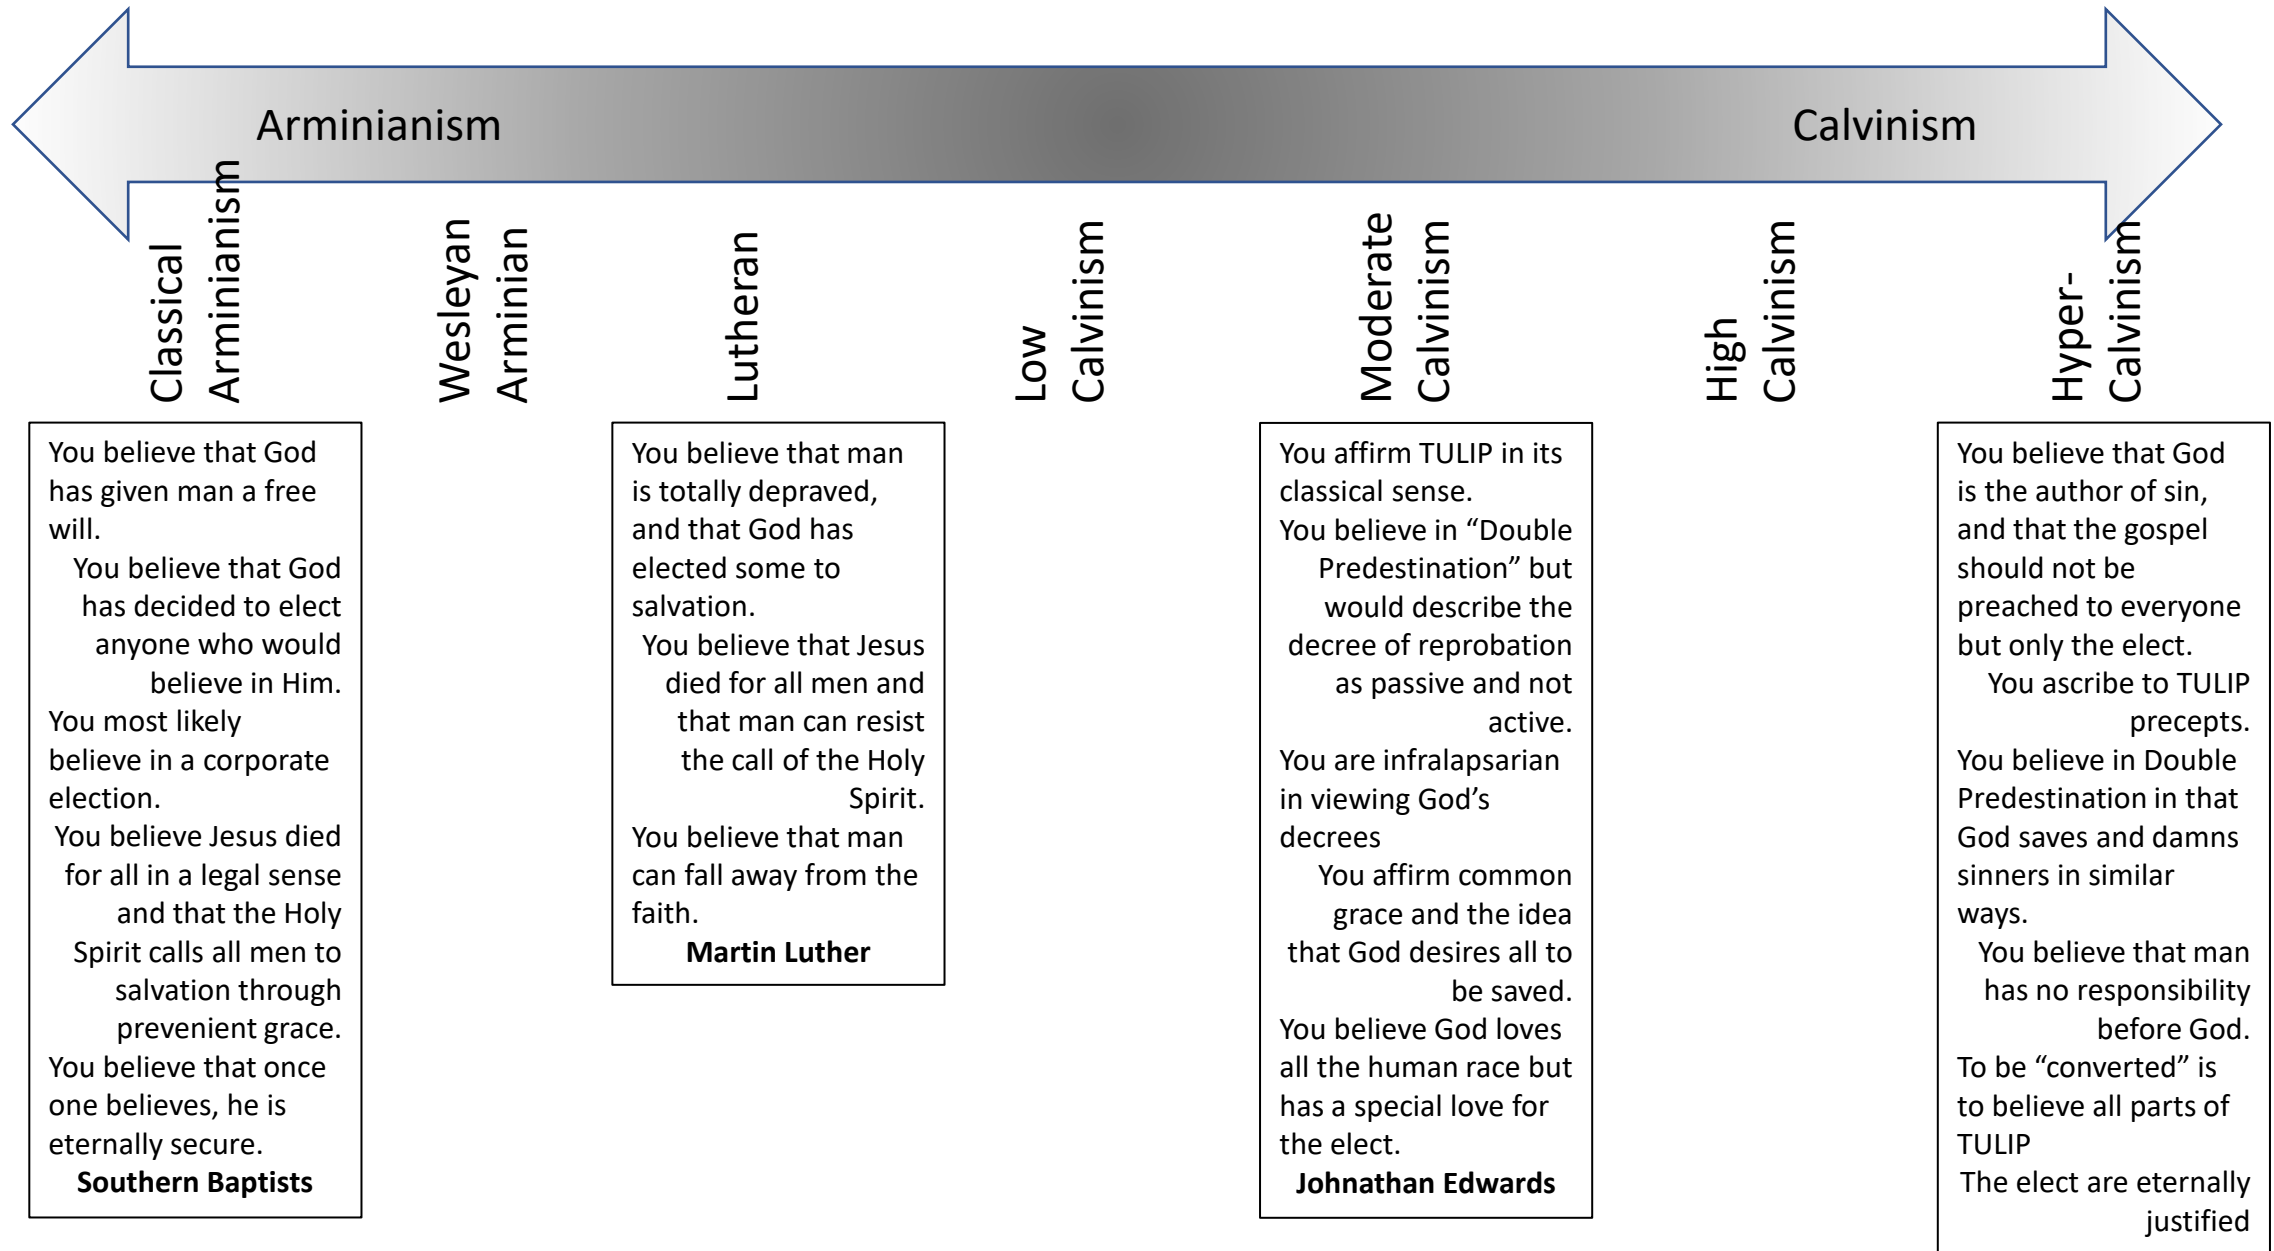 Arminianism
Calvinism
Classical
Arminianism
Wesleyan
Arminian
Lutheran
Low
Calvinism
Moderate
Calvinism
High
Calvinism
Hyper-
Calvinism
You believe that God
has given man a free
will.
You believe that God
has decided to elect
anyone who would
believe in Him.
You most likely
believe in a corporate
election.
You believe Jesus died
for all in a legal sense
and that the Holy
Spirit calls all men to
salvation through
prevenient grace.
You believe that once
one believes, he is
eternally secure.
Southern Baptists
You believe that man
is totally depraved,
and that God has
elected some to
salvation.
You believe that Jesus
died for all men and
that man can resist
the call of the Holy
Spirit.
You believe that man
can fall away from the
faith.
Martin Luther
You affirm TULIP in its
classical sense.
You believe in “Double
Predestination” but
would describe the
decree of reprobation
as passive and not
active.
You are infralapsarian
in viewing God’s
decrees
You affirm common
grace and the idea
that God desires all to
be saved.
You believe God loves
all the human race but
has a special love for
the elect.
Johnathan Edwards
You believe that God
is the author of sin,
and that the gospel
should not be
preached to everyone
but only the elect.
You ascribe to TULIP
precepts.
You believe in Double
Predestination in that
God saves and damns
sinners in similar
ways.
You believe that man
has no responsibility
before God.
To be “converted” is
to believe all parts of
TULIP
The elect are eternally
justified